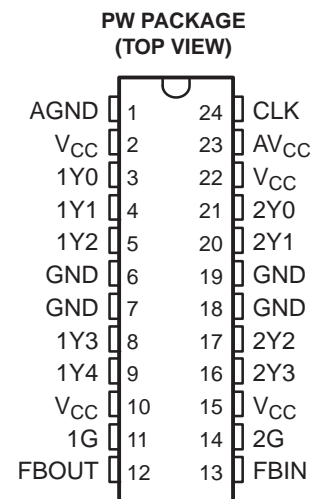 PW PACKAGE
(TOP VIEW)
AGND 1 24 CLK
VCC 2 23 AVCC
1Y0 3 22 VCC
1Y1 4 21 2Y0
1Y2 5 20 2Y1
GND 6 19 GND
GND 7 18 GND
1Y3 8 17 2Y2
1Y4 9 16 2Y3
VCC 10 15 VCC
1G 11 14 2G
FBOUT 12 13 FBIN